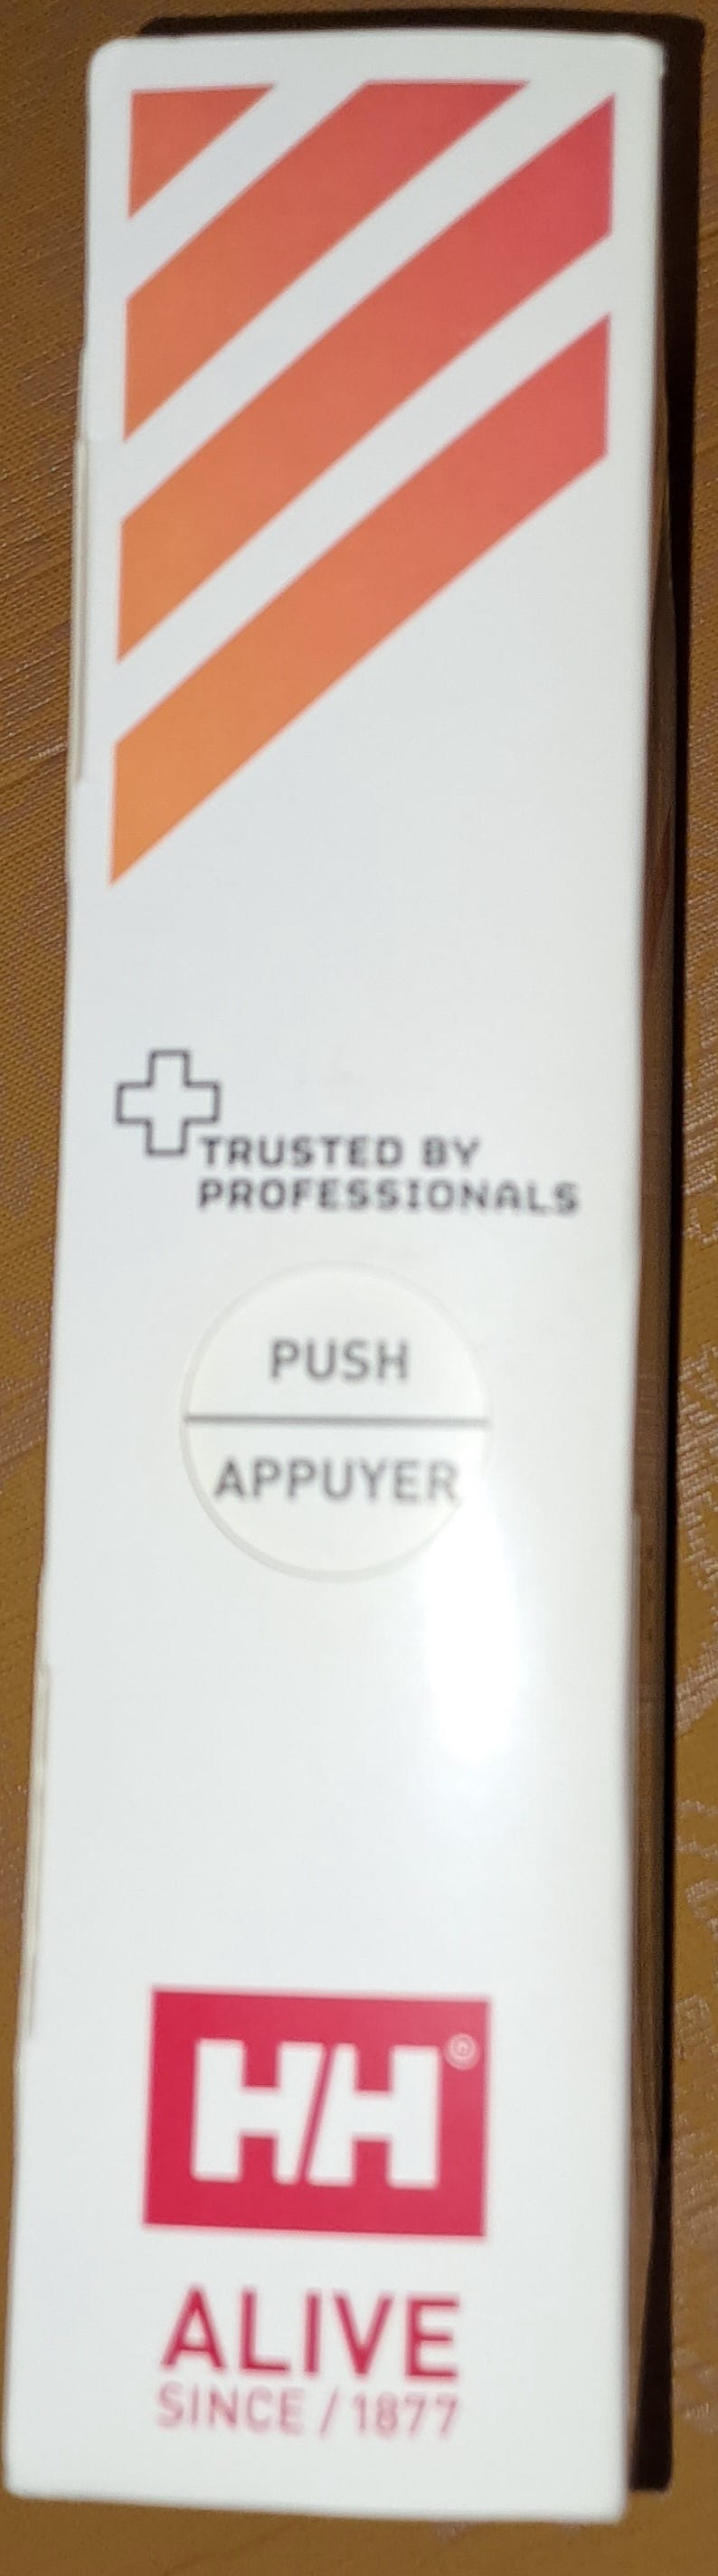 TRUSTED BY
PROFESSIONALS
PUSH
APPUYER
HH®
ALIVE
SINCE / 1877